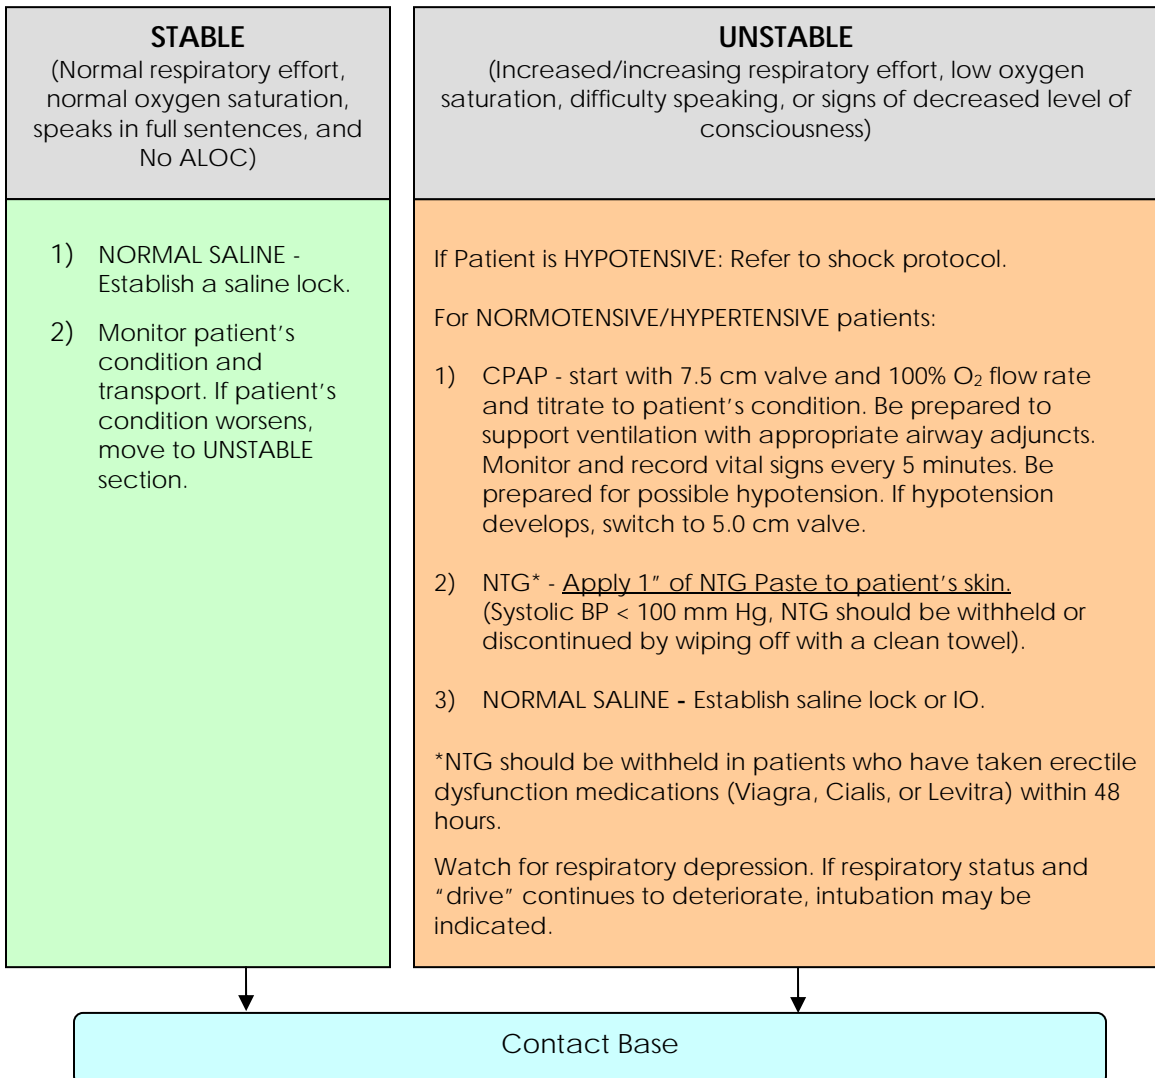 STABLE
(Normal respiratory effort,
normal oxygen saturation,
speaks in full sentences, and
No ALOC)
1) NORMAL SALINE -
Establish a saline lock.
2) Monitor patient's
condition and
transport. If patient's
condition worsens,
move to UNSTABLE
section.
UNSTABLE
(Increased/increasing respiratory effort, low oxygen
saturation, difficulty speaking, or signs of decreased level of
consciousness)
If Patient is HYPOTENSIVE: Refer to shock protocol.
For NORMOTENSIVE/HYPERTENSIVE patients:
1) CPAP - start with 7.5 cm valve and 100% O₂ flow rate
and titrate to patient's condition. Be prepared to
support ventilation with appropriate airway adjuncts.
Monitor and record vital signs every 5 minutes. Be
prepared for possible hypotension. If hypotension
develops, switch to 5.0 cm valve.
2) NTG* - Apply 1" of NTG Paste to patient's skin.
(Systolic BP < 100 mm Hg, NTG should be withheld or
discontinued by wiping off with a clean towel).
3) NORMAL SALINE - Establish saline lock or IO.
*NTG should be withheld in patients who have taken erectile
dysfunction medications (Viagra, Cialis, or Levitra) within 48
hours.
Watch for respiratory depression. If respiratory status and
"drive" continues to deteriorate, intubation may be
indicated.
Contact Base